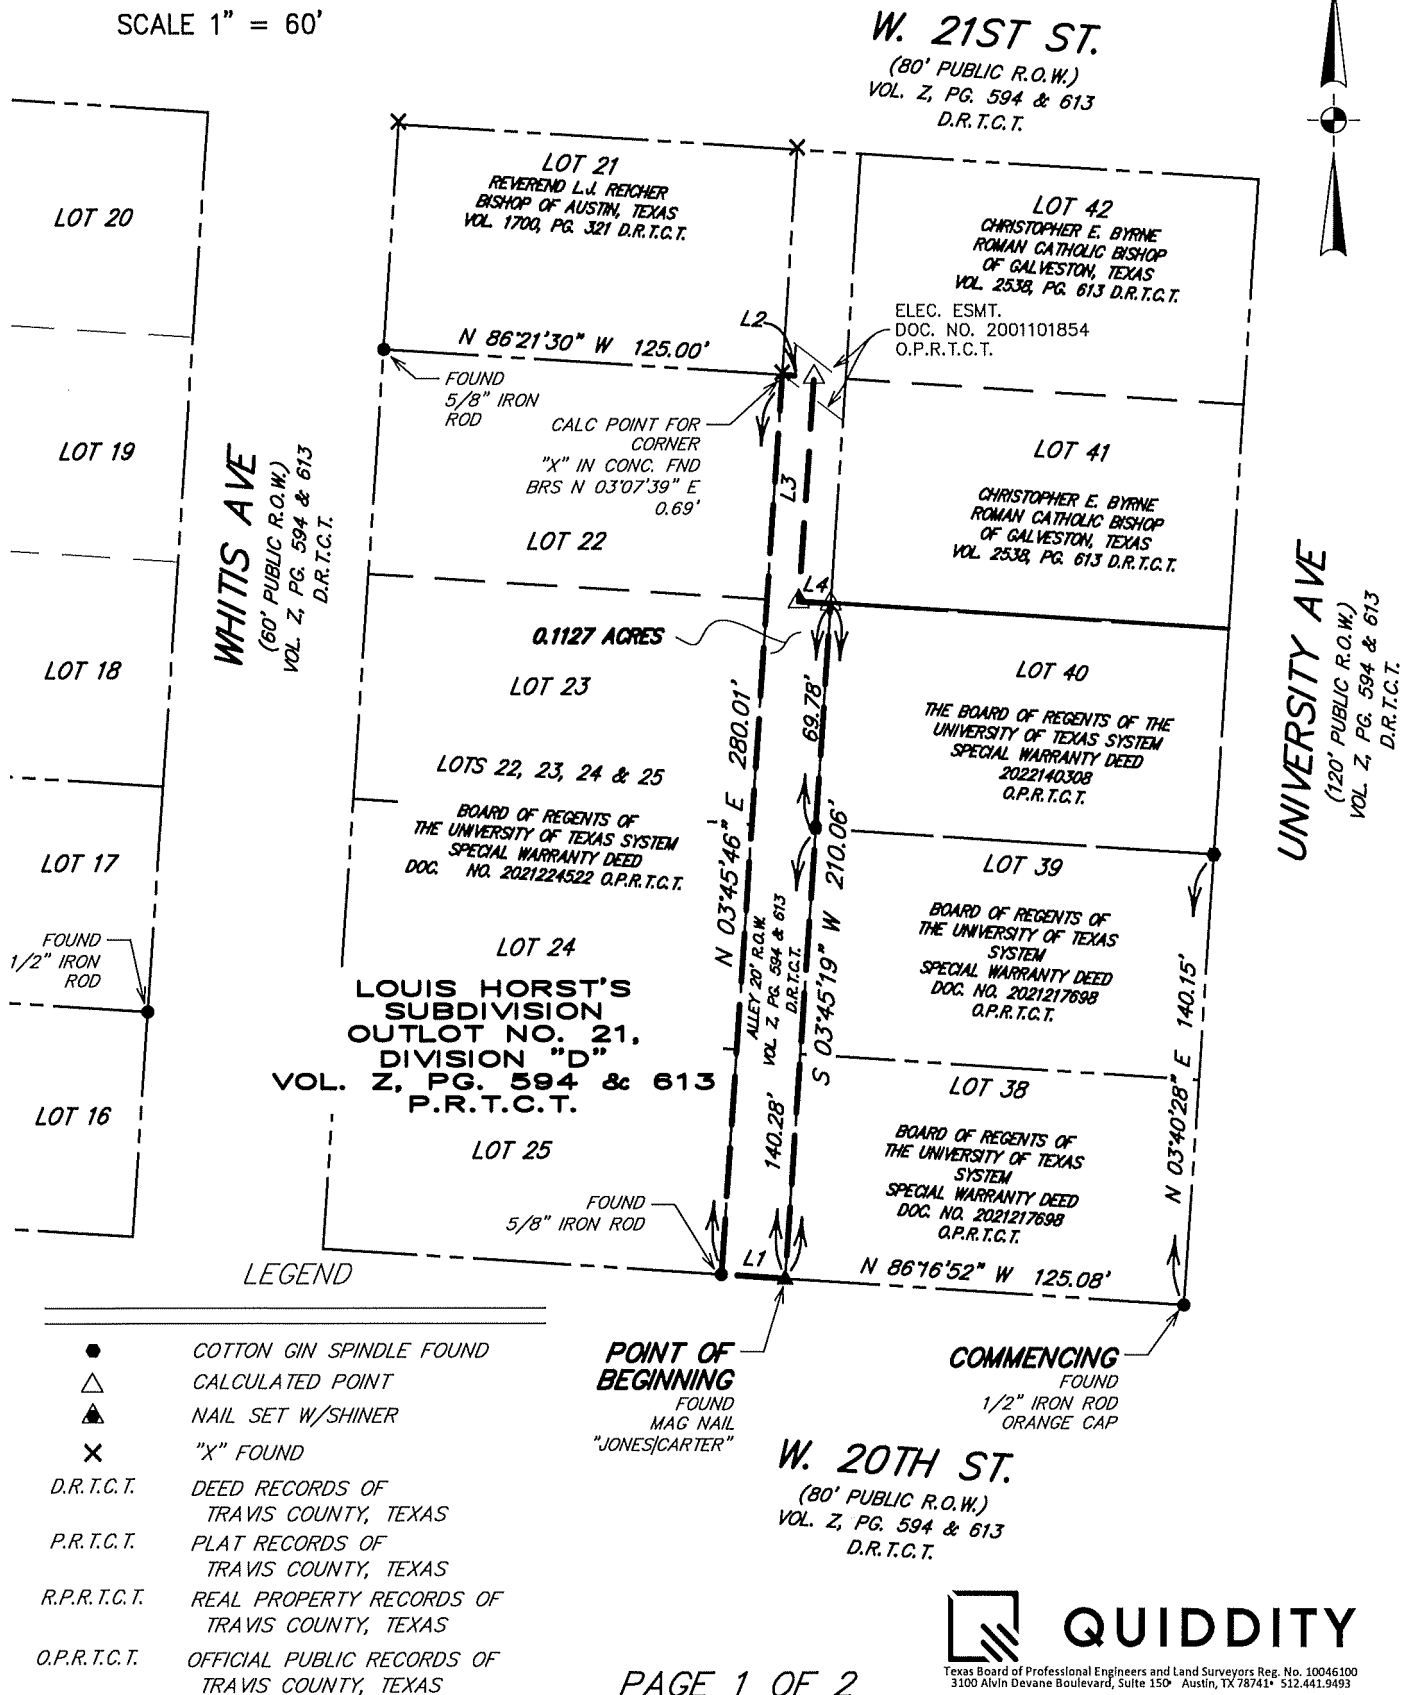 SCALE 1" = 60'
W. 21ST ST.
(80' PUBLIC R.O.W.)
VOL. Z, PG. 594 & 613
D.R.T.C.T.
LOT 20
LOT 19
LOT 18
LOT 17
FOUND
1/2" IRON
ROD
LOT 16
WHITIS AVE
(60' PUBLIC R.O.W.)
VOL. Z, PG. 594 & 613
D.R.T.C.T.
LOT 21
REVEREND L.J. REICHER
BISHOP OF AUSTIN, TEXAS
VOL. 1700, PG. 321 D.R.T.C.T.
N 86°21'30" W 125.00'
FOUND
5/8" IRON
ROD
CALC POINT FOR
CORNER
"X" IN CONC. FND
BRS N 03°07'39" E
0.69'
LOT 22
0.1127 ACRES
LOT 23
LOTS 22, 23, 24 & 25
BOARD OF REGENTS OF
THE UNIVERSITY OF TEXAS SYSTEM
SPECIAL WARRANTY DEED
DOC. NO. 2021224522 O.P.R.T.C.T.
LOT 24
LOUIS HORST'S
SUBDIVISION
OUTLOT NO. 21,
DIVISION "D"
VOL. Z, PG. 594 & 613
P.R.T.C.T.
LOT 25
FOUND
5/8" IRON ROD
L2
L3
L4
L1
N 03°45'46" E 280.01'
ALLEY 20' R.O.W.
VOL. Z, PG. 594 & 613
D.R.T.C.T.
69.78'
140.28'
S 03°45'19" W 210.06'
LOT 42
CHRISTOPHER E. BYRNE
ROMAN CATHOLIC BISHOP
OF GALVESTON, TEXAS
VOL. 2538, PG. 613 D.R.T.C.T.
ELEC. ESMT.
DOC. NO. 2001101854
O.P.R.T.C.T.
LOT 41
CHRISTOPHER E. BYRNE
ROMAN CATHOLIC BISHOP
OF GALVESTON, TEXAS
VOL. 2538, PG. 613 D.R.T.C.T.
LOT 40
THE BOARD OF REGENTS OF THE
UNIVERSITY OF TEXAS SYSTEM
SPECIAL WARRANTY DEED
2022140308
O.P.R.T.C.T.
LOT 39
BOARD OF REGENTS OF
THE UNIVERSITY OF TEXAS
SYSTEM
SPECIAL WARRANTY DEED
DOC. NO. 2021217698
O.P.R.T.C.T.
LOT 38
BOARD OF REGENTS OF
THE UNIVERSITY OF TEXAS
SYSTEM
SPECIAL WARRANTY DEED
DOC. NO. 2021217698
O.P.R.T.C.T.
N 86°16'52" W 125.08'
N 03°40'28" E 140.15'
UNIVERSITY AVE
(120' PUBLIC R.O.W.)
VOL. Z, PG. 594 & 613
D.R.T.C.T.
POINT OF
BEGINNING
FOUND
MAG NAIL
"JONES|CARTER"
COMMENCING
FOUND
1/2" IRON ROD
ORANGE CAP
W. 20TH ST.
(80' PUBLIC R.O.W.)
VOL. Z, PG. 594 & 613
D.R.T.C.T.
LEGEND
COTTON GIN SPINDLE FOUND
CALCULATED POINT
NAIL SET W/SHINER
"X" FOUND
D.R.T.C.T. DEED RECORDS OF
TRAVIS COUNTY, TEXAS
P.R.T.C.T. PLAT RECORDS OF
TRAVIS COUNTY, TEXAS
R.P.R.T.C.T. REAL PROPERTY RECORDS OF
TRAVIS COUNTY, TEXAS
O.P.R.T.C.T. OFFICIAL PUBLIC RECORDS OF
TRAVIS COUNTY, TEXAS
PAGE 1 OF 2
QUIDDITY
Texas Board of Professional Engineers and Land Surveyors Reg. No. 10046100
3100 Alvin Devane Boulevard, Suite 150• Austin, TX 78741• 512.441.9493